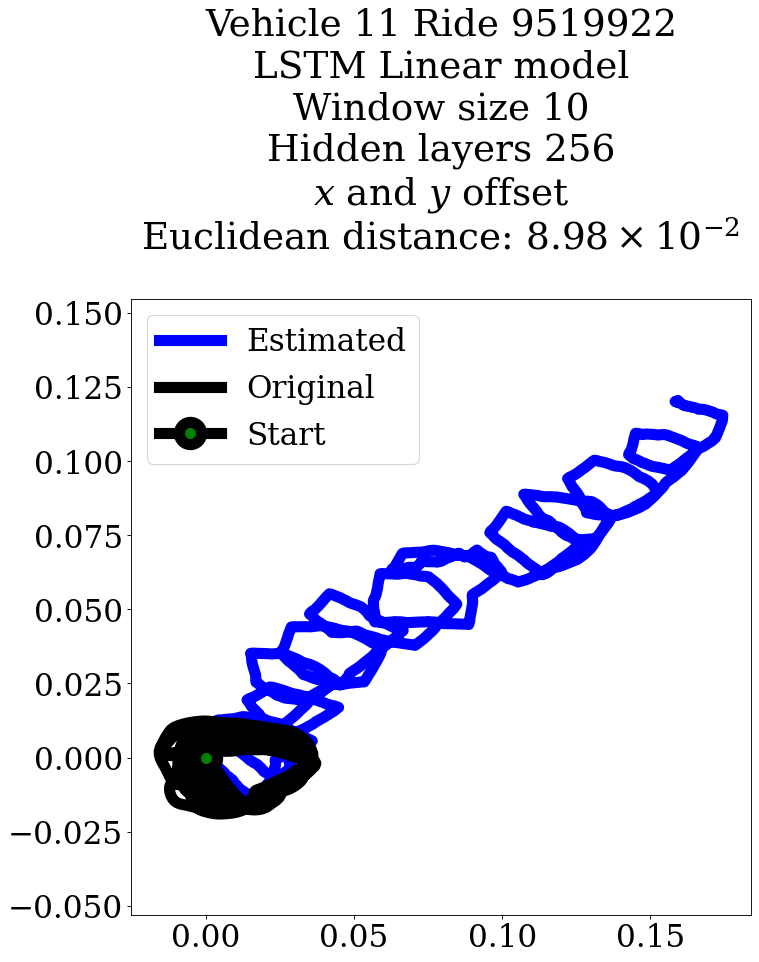 Vehicle 11 Ride 9519922
LSTM Linear model
Window size 10
Hidden layers 256
x and y offset
Euclidean distance: 8.98 × 10⁻²
0.150
0.125
0.100
0.075
0.050
0.025
0.000
−0.025
−0.050
Estimated
Original
Start
0.00 0.05 0.10 0.15